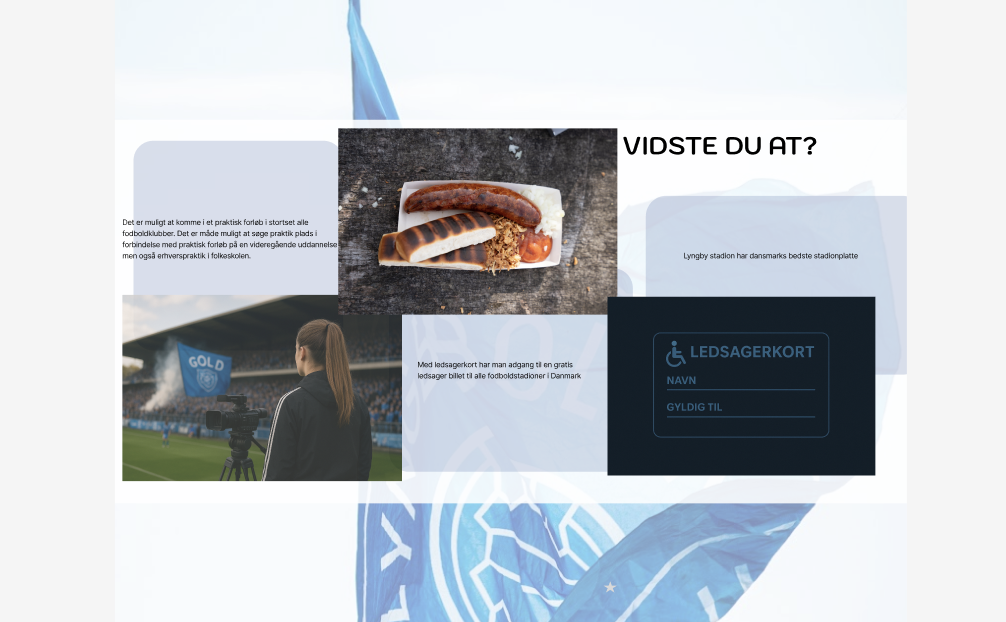 VIDSTE DU AT?
Det er muligt at komme i et praktisk forløb i stortset alle
fodboldklubber. Det er måde muligt at søge praktik plads i
forbindelse med praktisk forløb på en videregående uddannelse
men også erhverspraktik i folkeskolen.
Lyngby stadion har dansmarks bedste stadionplatte
GOLD
Med ledsagerkort har man adgang til en gratis
ledsager billet til alle fodboldstadioner i Danmark
LEDSAGERKORT
NAVN
GYLDIG TIL